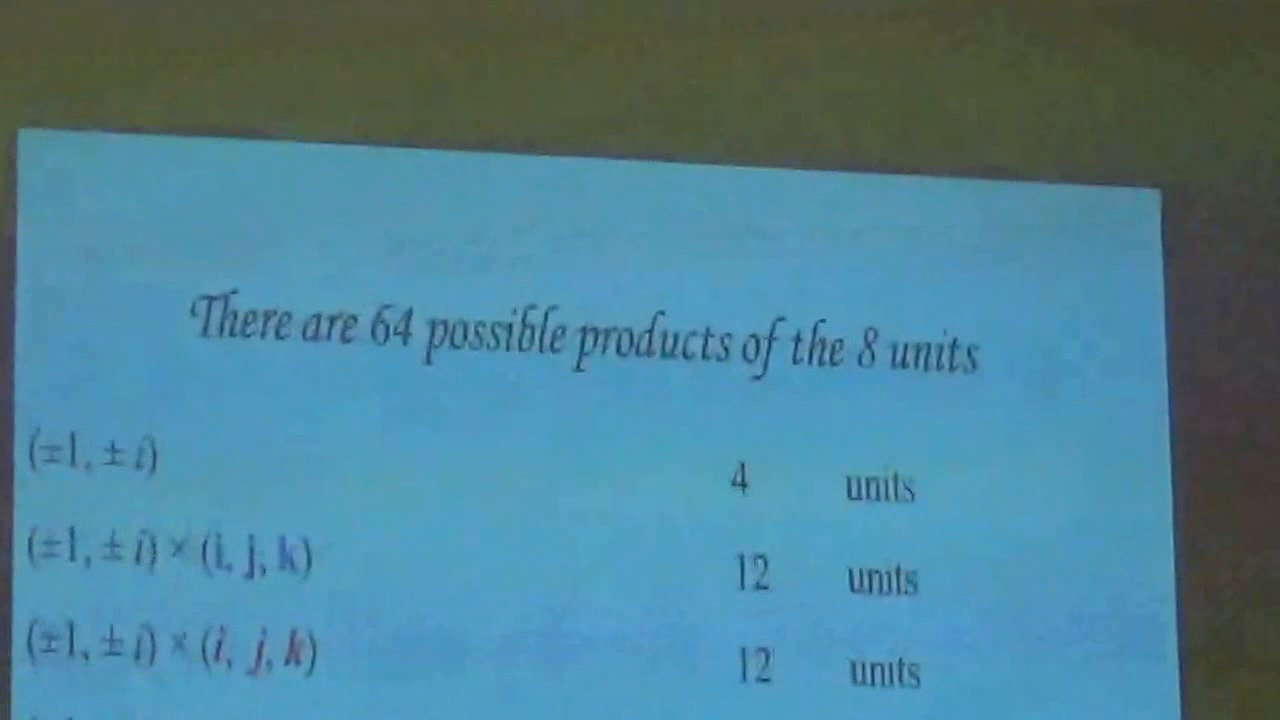 There are 64 possible products of the 8 units
(±1, ± i) 4 units
(±1, ± i) × (i, j, k) 12 units
(±1, ± i) × (i, j, k) 12 units